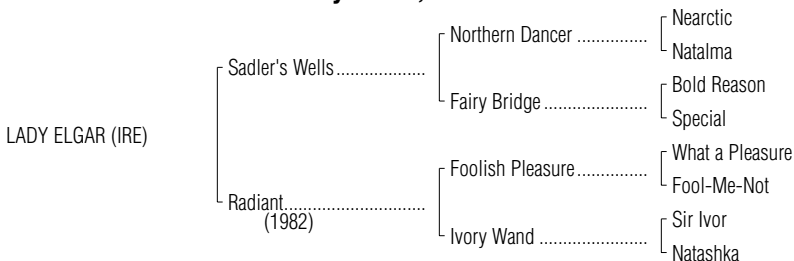 Nearctic
Northern Dancer ...............
Natalma
Sadler's Wells...................
Bold Reason
Fairy Bridge......................
Special
LADY ELGAR (IRE)
What a Pleasure
Foolish Pleasure...............
Fool-Me-Not
Radiant..............................
(1982)
Sir Ivor
Ivory Wand .......................
Natashka